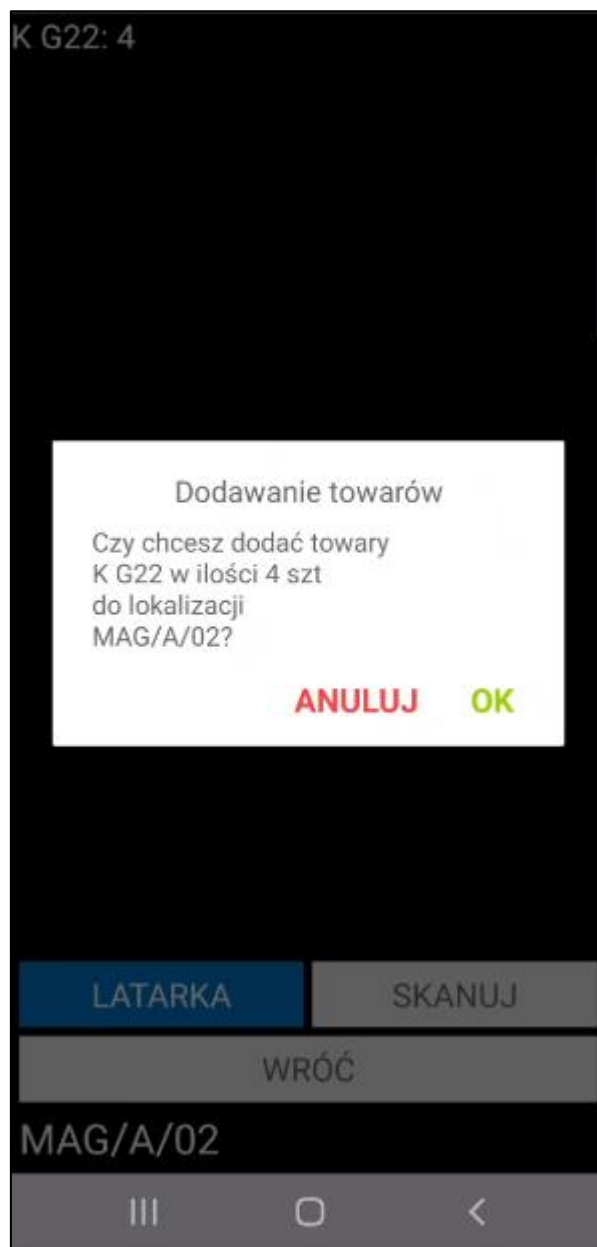 K G22: 4
Dodawanie towarów
Czy chcesz dodać towary
K G22 w ilości 4 szt
do lokalizacji
MAG/A/02?
ANULUJ OK
LATARKA SKANUJ
WRÓĆ
MAG/A/02